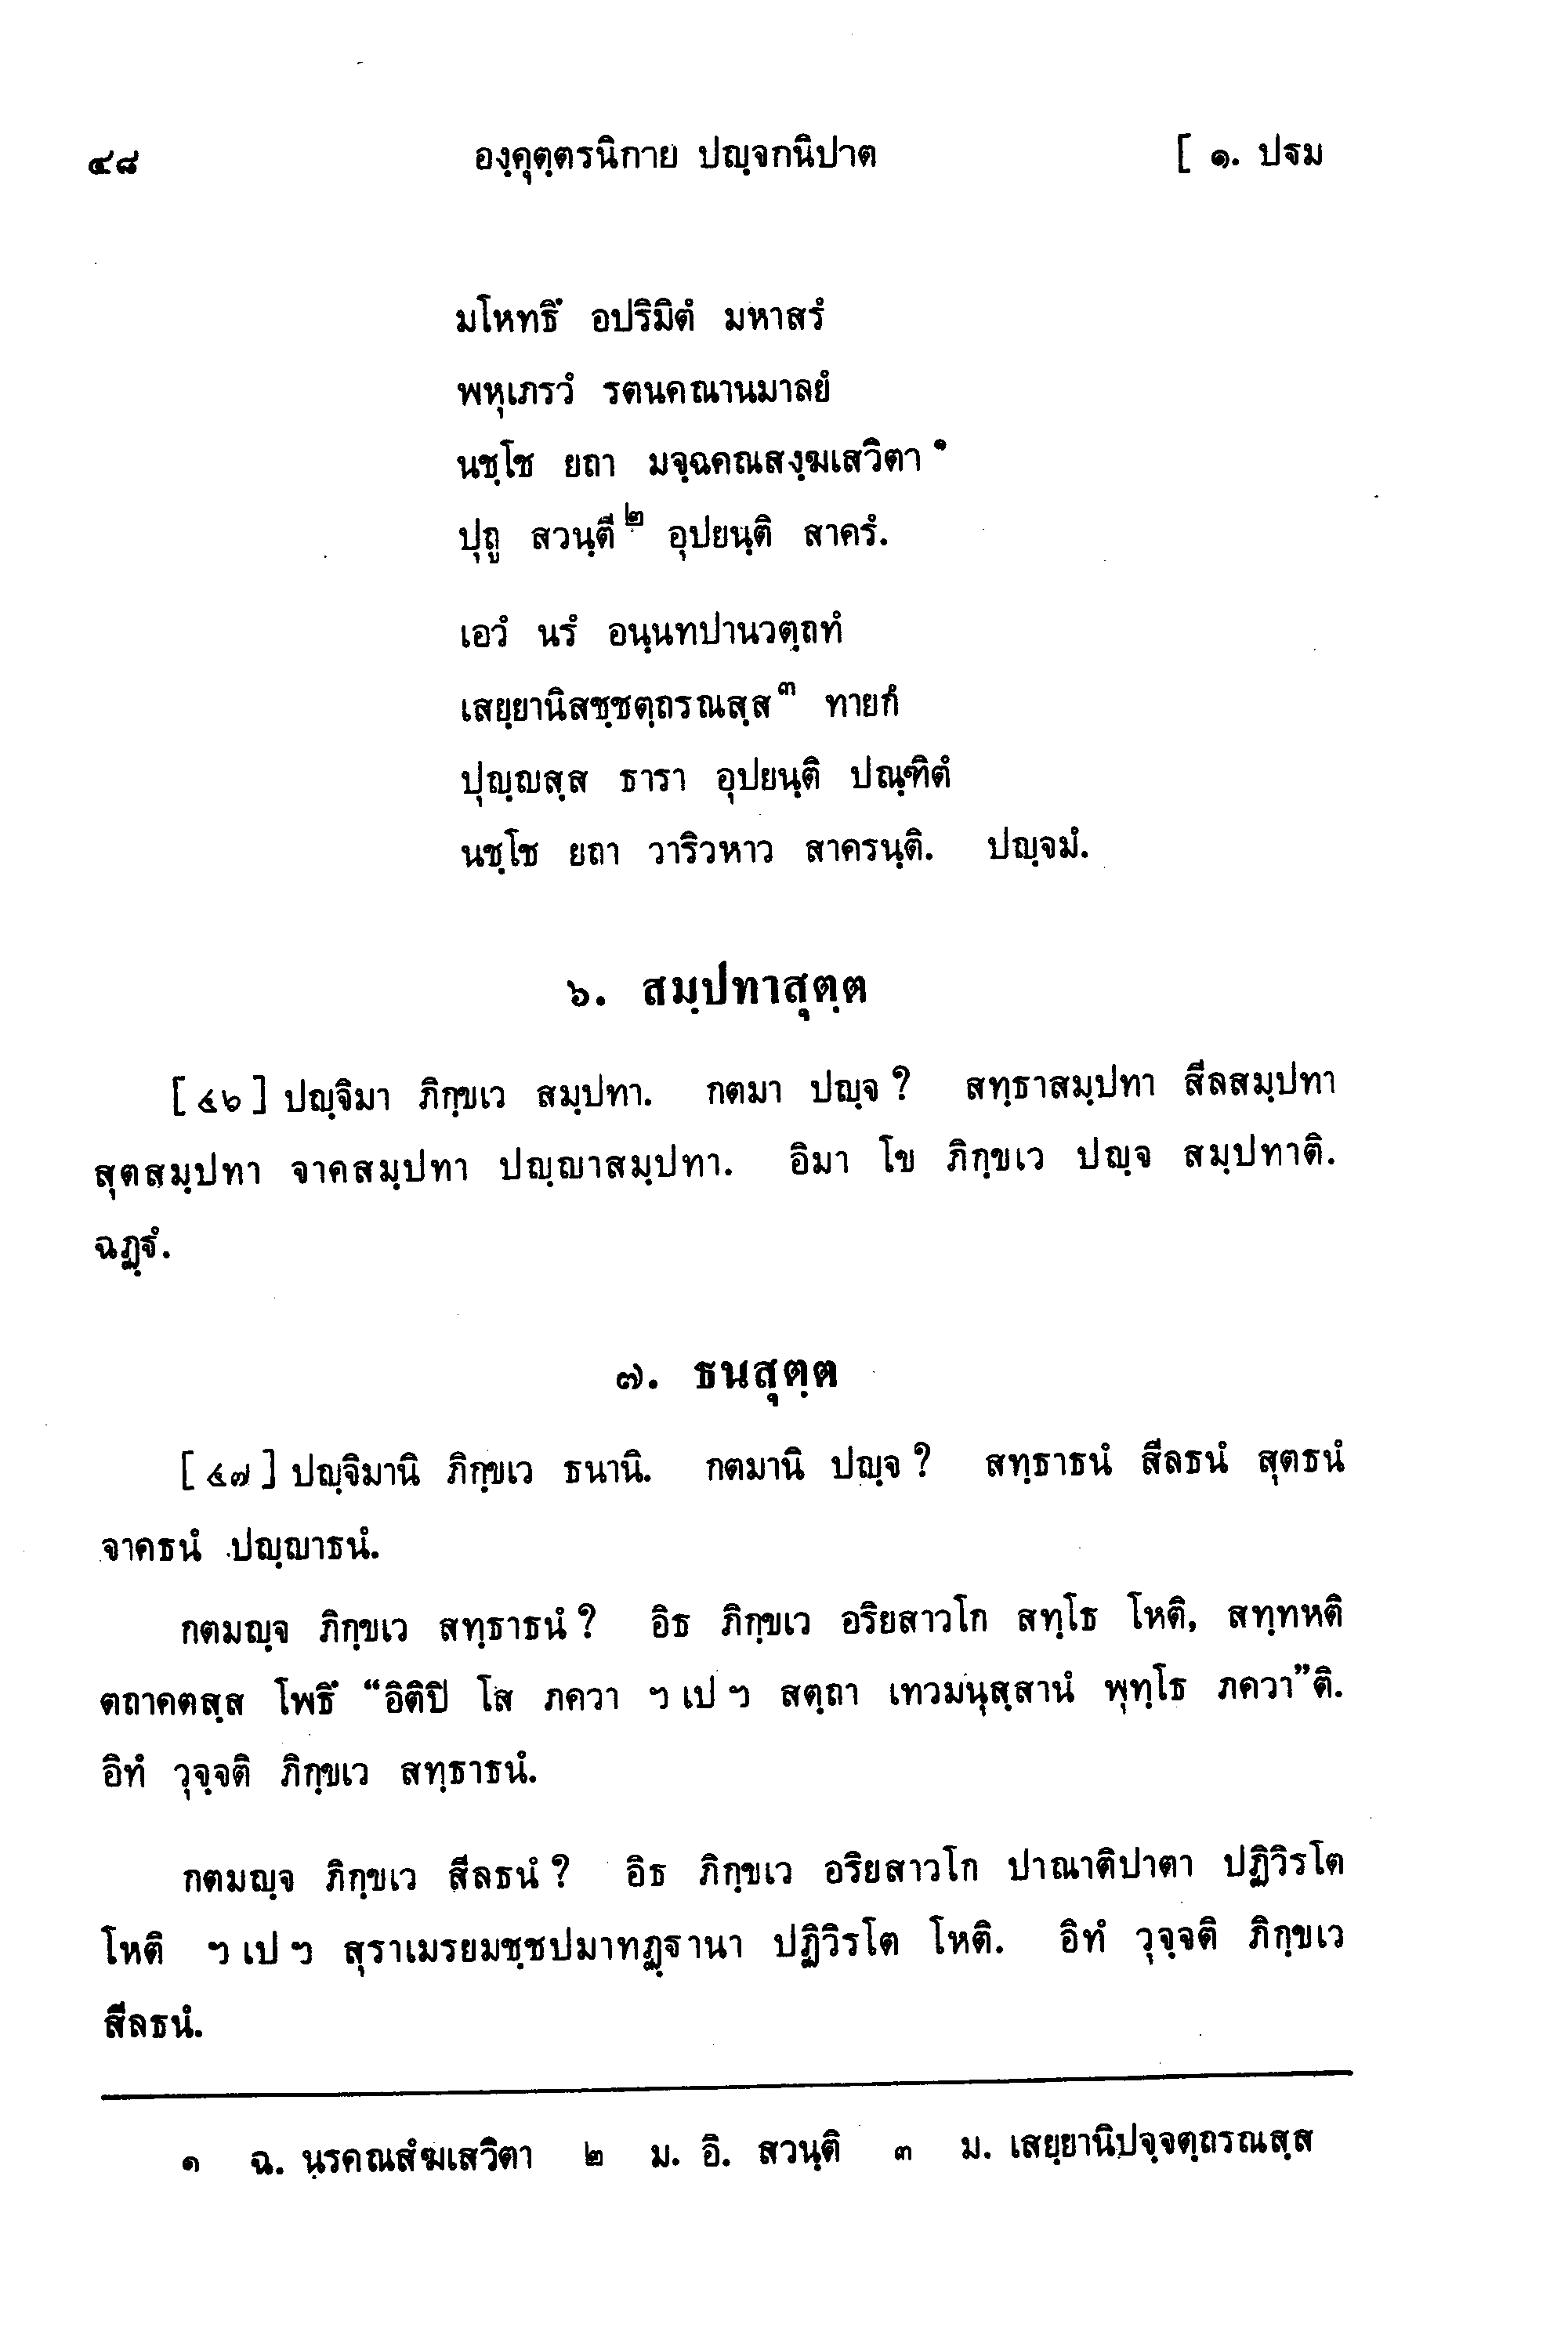 ๔๘ องฺคุตฺตรนิกาย ปญฺจกนิปาต [ ๑. ปฐม
มโหทธึ อปริมิตํ มหาสรํ
พหุเภรวํ รตนคณานมาลยํ
นชฺโช ยถา มจฺฉคณสงฺฆเสวิตา ๑
ปุถู สวนฺตี ๒ อุปยนฺติ สาครํ.
เอวํ นรํ อนฺนทปานวตฺถทํ
เสยฺยานิสชฺชตฺถรณสฺส ๓ ทายกํ
ปุญฺญสฺส ธารา อุปยนฺติ ปณฺฑิตํ
นชฺโช ยถา วาริวหาว สาครนฺติ. ปญฺจมํ.
๖. สมฺปทาสุตฺต
[ ๔๖ ] ปญฺจิมา ภิกฺขเว สมฺปทา. กตมา ปญฺจ ? สทฺธาสมฺปทา สีลสมฺปทา
สุตสมฺปทา จาคสมฺปทา ปญฺญาสมฺปทา. อิมา โข ภิกฺขเว ปญฺจ สมฺปทาติ.
ฉฏฺฐํ.
๗. ธนสุตฺต
[ ๔๗ ] ปญฺจิมานิ ภิกฺขเว ธนานิ. กตมานิ ปญฺจ ? สทฺธาธนํ สีลธนํ สุตธนํ
จาคธนํ ปญฺญาธนํ.
กตมญฺจ ภิกฺขเว สทฺธาธนํ ? อิธ ภิกฺขเว อริยสาวโก สทฺโธ โหติ, สทฺทหติ
ตถาคตสฺส โพธึ “อิติปิ โส ภควา ฯ เป ฯ สตฺถา เทวมนุสฺสานํ พุทฺโธ ภควา”ติ.
อิทํ วุจฺจติ ภิกฺขเว สทฺธาธนํ.
กตมญฺจ ภิกฺขเว สีลธนํ ? อิธ ภิกฺขเว อริยสาวโก ปาณาติปาตา ปฏิวิรโต
โหติ ฯ เป ฯ สุราเมรยมชฺชปมาทฏฺฐานา ปฏิวิรโต โหติ. อิทํ วุจฺจติ ภิกฺขเว
สีลธนํ.
๑ ฉ. นรคณสํฆเสวิตา ๒ ม. อิ. สวนฺติ ๓ ม. เสยฺยานิปจฺจตฺถรณสฺส